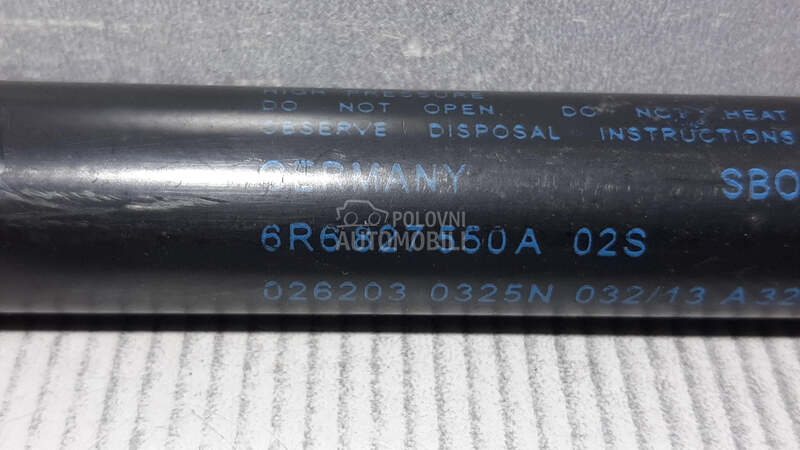 HIGH PRESSURE
DO NOT OPEN. DO NOT HEAT
OBSERVE DISPOSAL INSTRUCTIONS
GERMANY SBO
POLOVNI
AUTOMOBILI
6R6827550A 02S
026203 0325N 032/13 A32